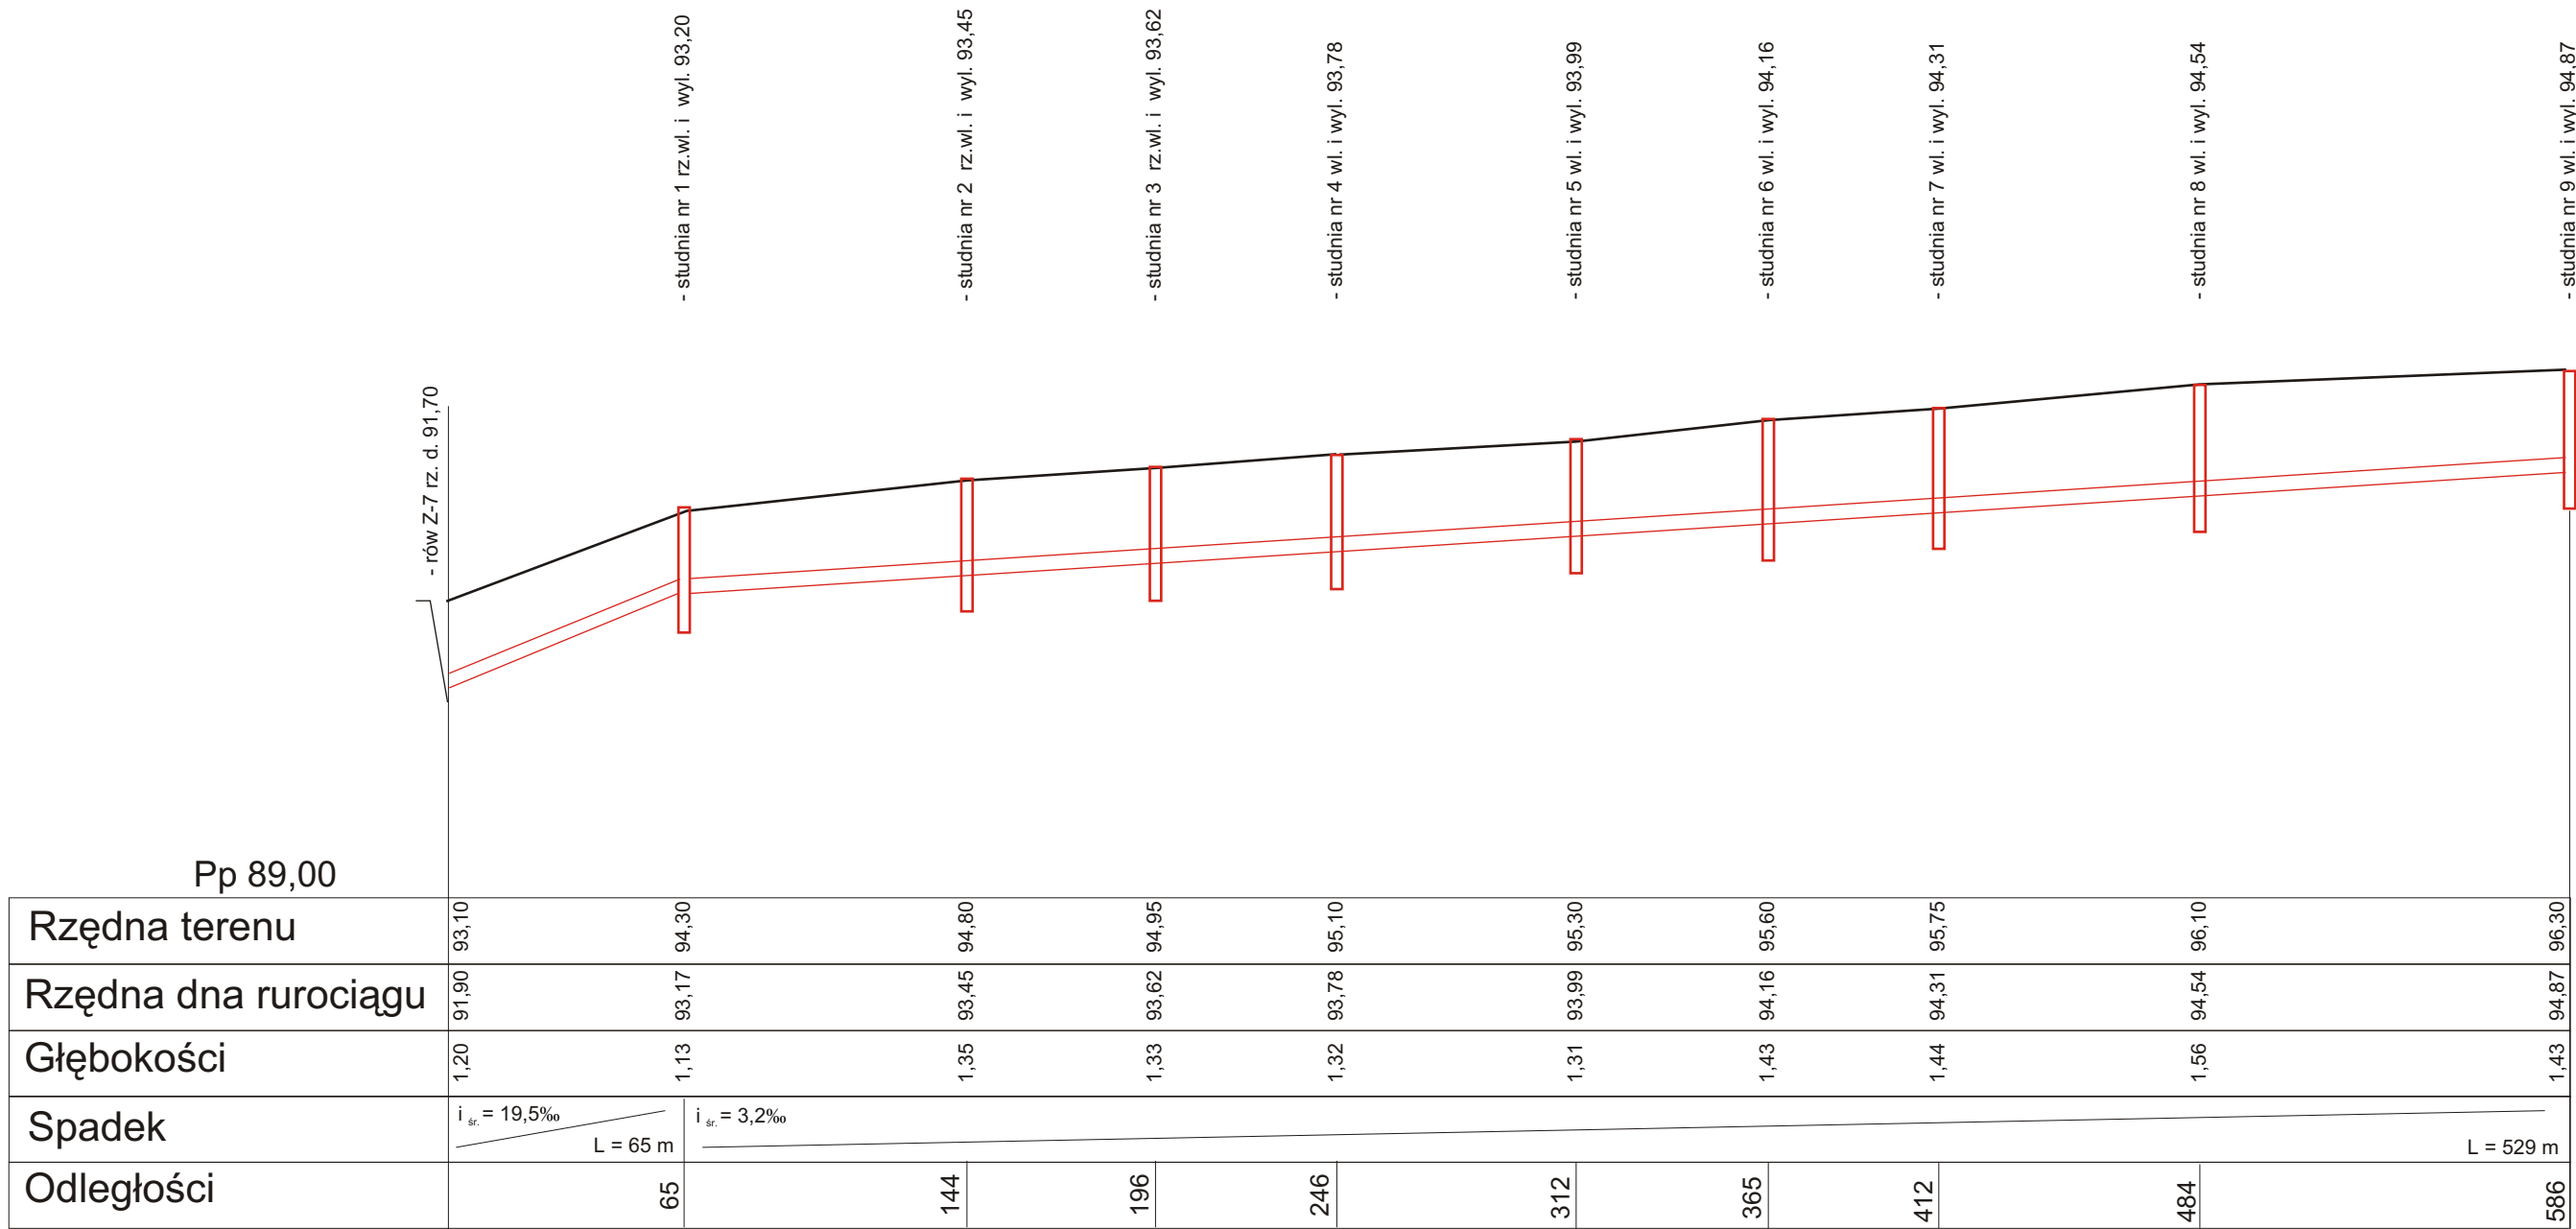 - rów Z-7 rz. d. 91,70
- studnia nr 1 rz.wl. i wyl. 93,20
- studnia nr 2 rz.wl. i wyl. 93,45
- studnia nr 3 rz.wl. i wyl. 93,62
- studnia nr 4 wl. i wyl. 93,78
- studnia nr 5 wl. i wyl. 93,99
- studnia nr 6 wl. i wyl. 94,16
- studnia nr 7 wl. i wyl. 94,31
- studnia nr 8 wl. i wyl. 94,54
- studnia nr 9 wl. i wyl. 94,87
Pp 89,00
Rzędna terenu 93,10 94,30 94,80 94,95 95,10 95,30 95,60 95,75 96,10 96,30
Rzędna dna rurociągu 91,90 93,17 93,45 93,62 93,78 93,99 94,16 94,31 94,54 94,87
Głębokości 1,20 1,13 1,35 1,33 1,32 1,31 1,43 1,44 1,56 1,43
Spadek i śr. = 19,5‰ L = 65 m i śr. = 3,2‰ L = 529 m
Odległości 65 144 196 246 312 365 412 484 586